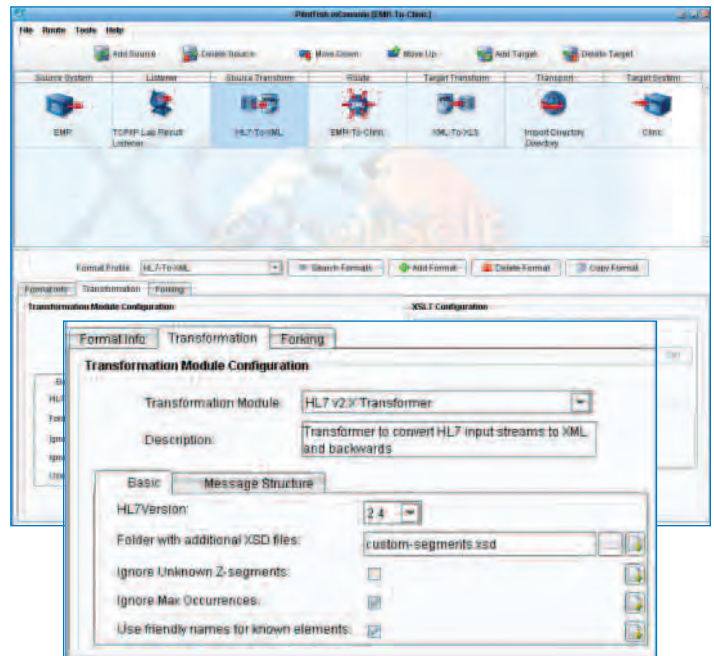 PilotFish eiConsole [EMR-To-Clinic]
File Route Tools Help
Add Source Delete Source Move Down Move Up Add Target Delete Target
Source System Listener Source Transform Route Target Transform Transport Target System
EMR TCP/IP Lab Result Listener HL7-To-XML EMR-To-Clinic XML-To-XLS Import Directory Directory Clinic
Format Profile: HL7-To-XML Search Formats Add Format Delete Format Copy Format
Format Info Transformation Forking
Transformation Module Configuration XSLT Configuration
Format Info Transformation Forking
Transformation Module Configuration
Transformation Module: HL7 v2.X Transformer
Description: Transformer to convert HL7 input streams to XML
and backwards
Basic Message Structure
HL7Version: 2.4
Folder with additional XSD files: custom-segments.xsd
Ignore Unknown Z-segments:
Ignore Max Occurrences:
Use friendly names for known elements: